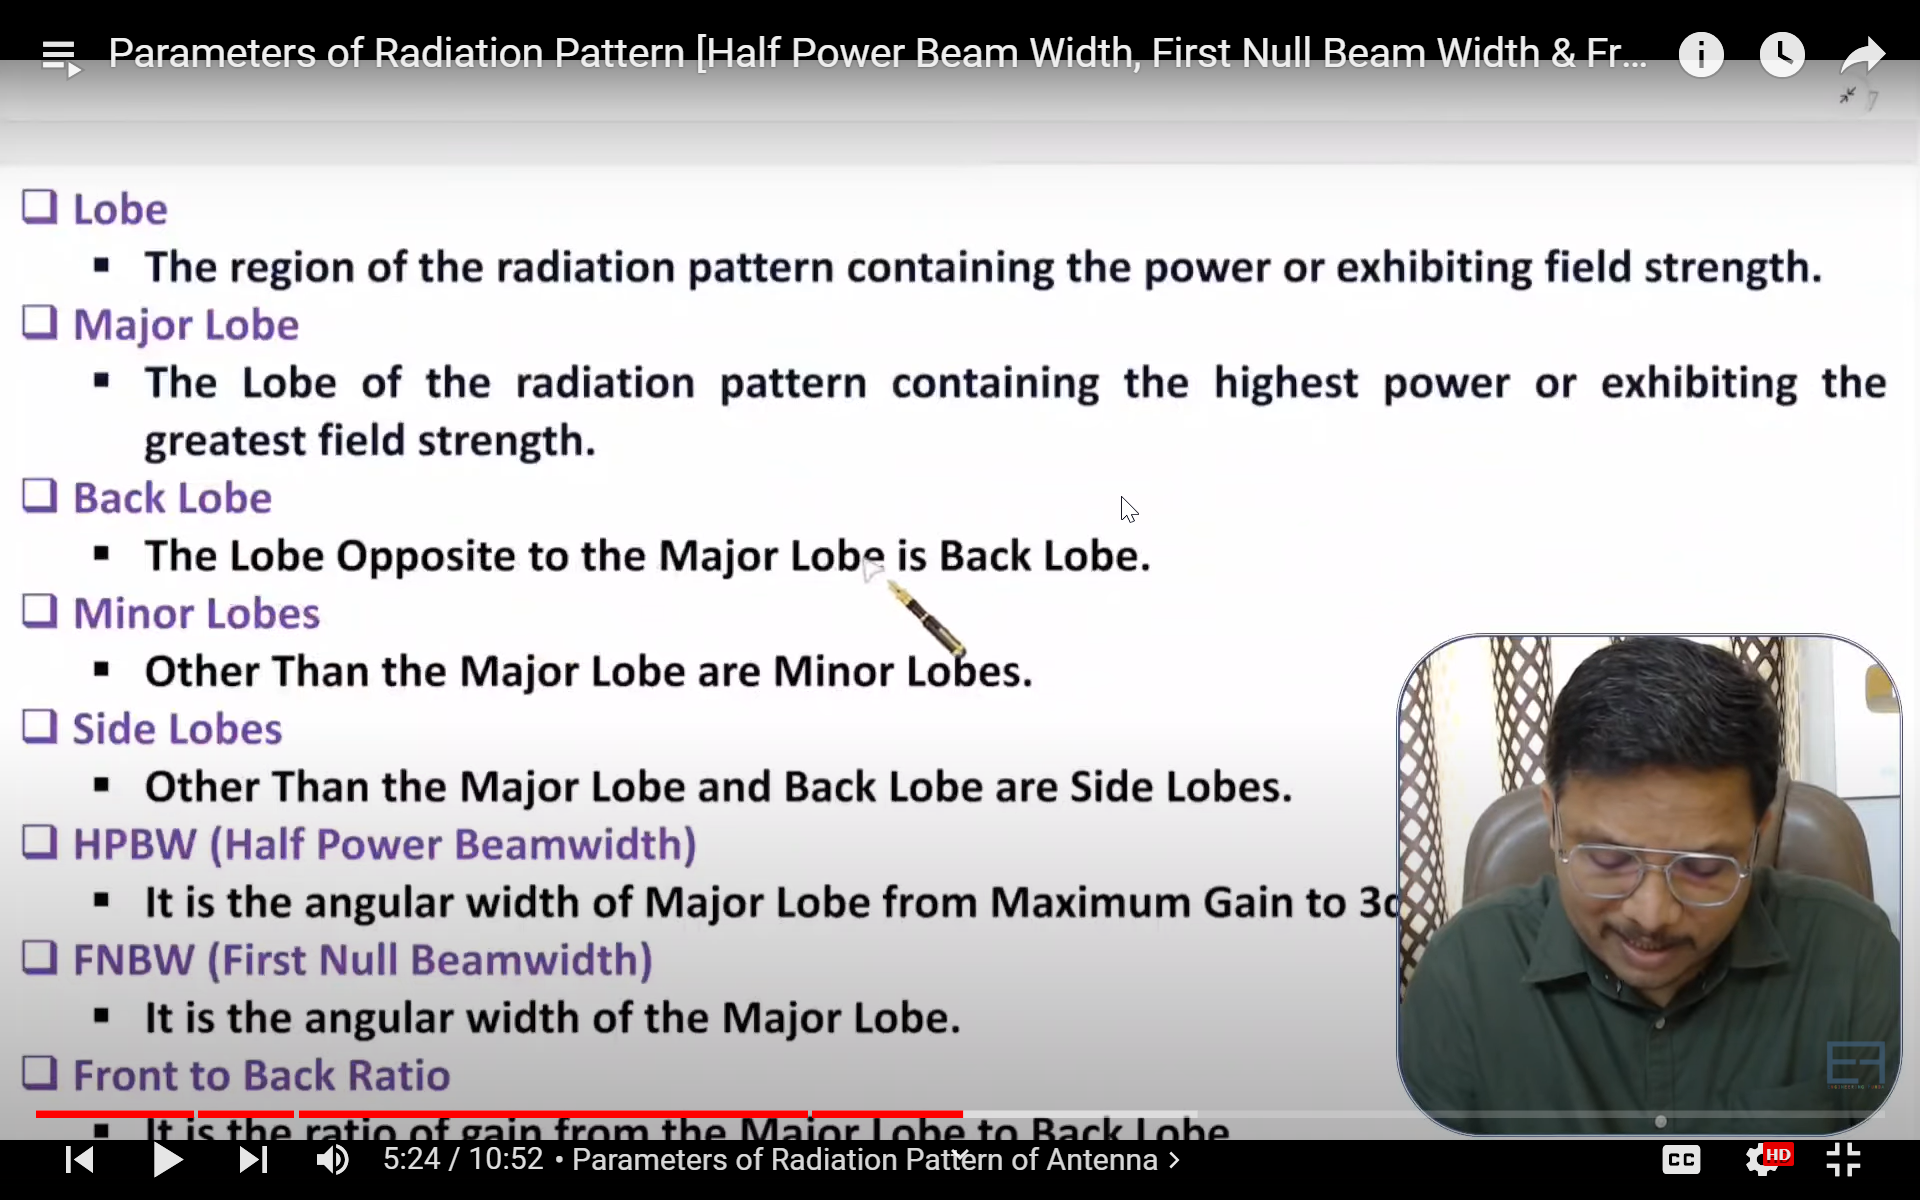 Parameters of Radiation Pattern [Half Power Beam Width, First Null Beam Width & Fr...
7
Lobe
The region of the radiation pattern containing the power or exhibiting field strength.
Major Lobe
The Lobe of the radiation pattern containing the highest power or exhibiting the
greatest field strength.
Back Lobe
The Lobe Opposite to the Major Lobe is Back Lobe.
Minor Lobes
Other Than the Major Lobe are Minor Lobes.
Side Lobes
Other Than the Major Lobe and Back Lobe are Side Lobes.
HPBW (Half Power Beamwidth)
It is the angular width of Major Lobe from Maximum Gain to
FNBW (First Null Beamwidth)
It is the angular width of the Major Lobe.
Front to Back Ratio
It is the ratio of gain from the Major Lobe to Back Lobe
5:24 / 10:52 • Parameters of Radiation Pattern of Antenna
CC
HD